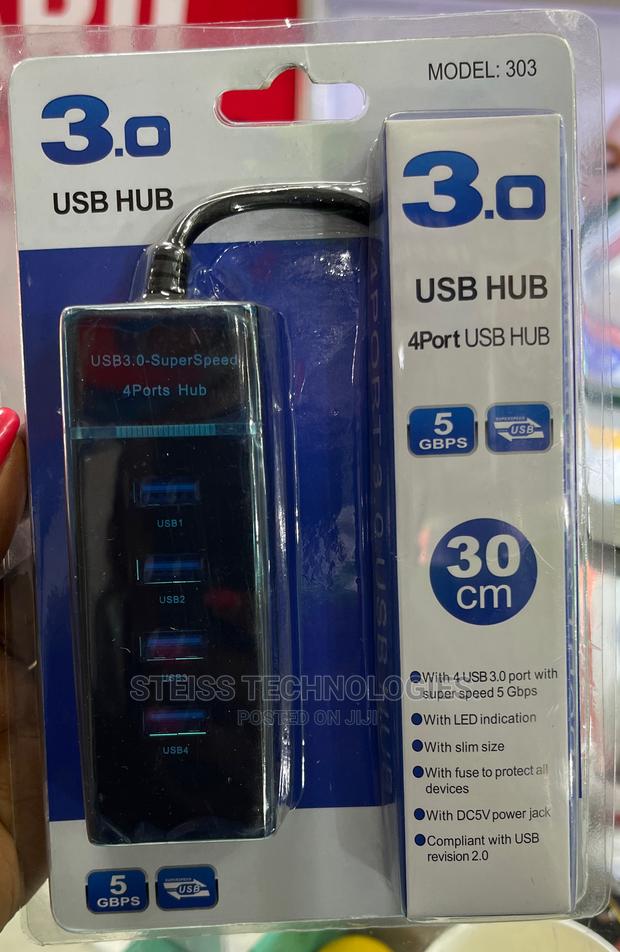 MODEL: 303
3.0
USB HUB
3.0
USB HUB
4Port USB HUB
5
GBPS
SUPERSPEED
USB
30
cm
With 4 USB 3.0 port with
super speed 5 Gbps
With LED indication
With slim size
With fuse to protect all
devices
With DC5V power jack
Compliant with USB
revision 2.0
USB3.0-SuperSpeed
4Ports Hub
USB1
USB2
USB3
USB4
5
GBPS
SUPERSPEED
USB
STEISS TECHNOLOGIES
POSTED ON JIJI